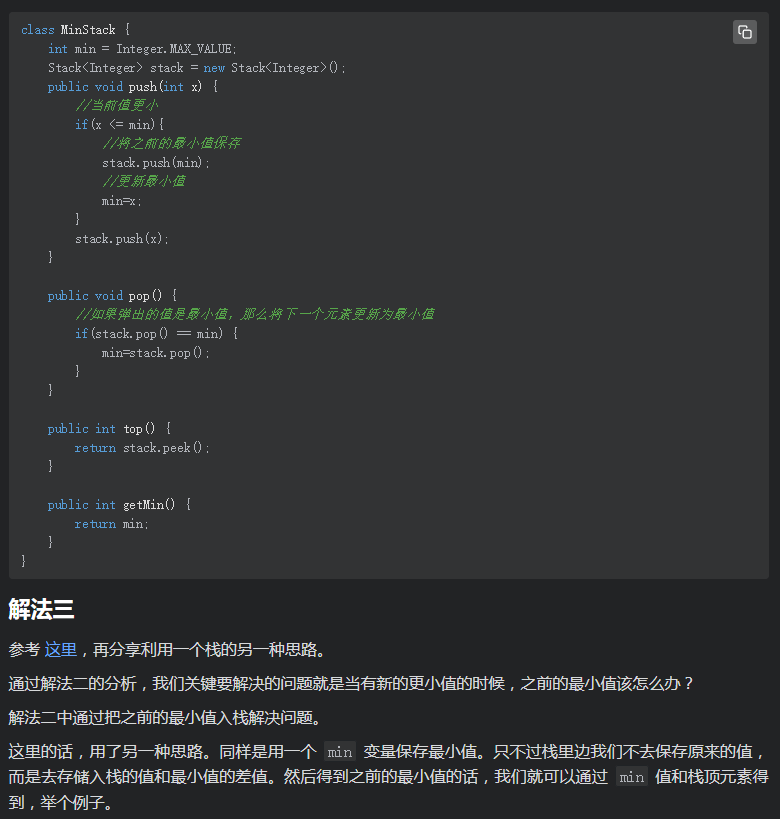 class MinStack {
    int min = Integer.MAX_VALUE;
    Stack<Integer> stack = new Stack<Integer>();
    public void push(int x) {
        //当前值更小
        if(x <= min){
            //将之前的最小值保存
            stack.push(min);
            //更新最小值
            min=x;
        }
        stack.push(x);
    }

    public void pop() {
        //如果弹出的值是最小值，那么将下一个元素更新为最小值
        if(stack.pop() == min) {
            min=stack.pop();
        }
    }

    public int top() {
        return stack.peek();
    }

    public int getMin() {
        return min;
    }
}
解法三
参考 这里，再分享利用一个栈的另一种思路。
通过解法二的分析，我们关键要解决的问题就是当有新的更小值的时候，之前的最小值该怎么办？
解法二中通过把之前的最小值入栈解决问题。
这里的话，用了另一种思路。同样是用一个 min 变量保存最小值。只不过栈里边我们不去保存原来的值，
而是去存储入栈的值和最小值的差值。然后得到之前的最小值的话，我们就可以通过 min 值和栈顶元素得
到，举个例子。